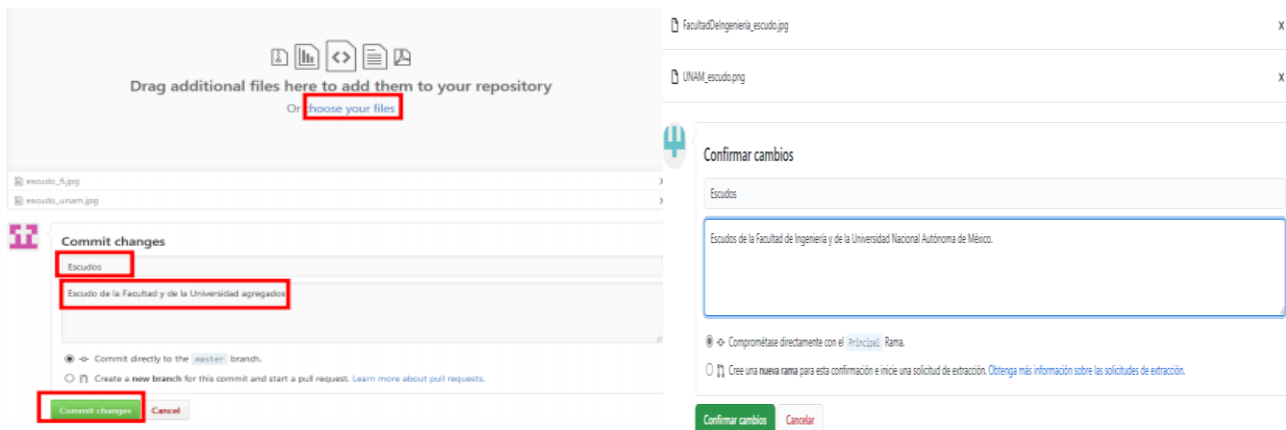 Drag additional files here to add them to your repository
Or choose your files
escudo_fi.jpg
x
escudo_unam.jpg
x
Commit changes
Escudos
Escudo de la Facultad y de la Universidad agregados
Commit directly to the master branch.
Create a new branch for this commit and start a pull request. Learn more about pull requests.
Commit changes
Cancel
FacultadDeIngeniería_escudo.jpg
x
UNAM_escudo.png
x
Confirmar cambios
Escudos
Escudos de la Facultad de Ingeniería y de la Universidad Nacional Autónoma de México.
Comprométase directamente con el Principal Rama.
Cree una nueva rama para esta confirmación e inicie una solicitud de extracción. Obtenga más información sobre las solicitudes de extracción.
Confirmar cambios
Cancelar